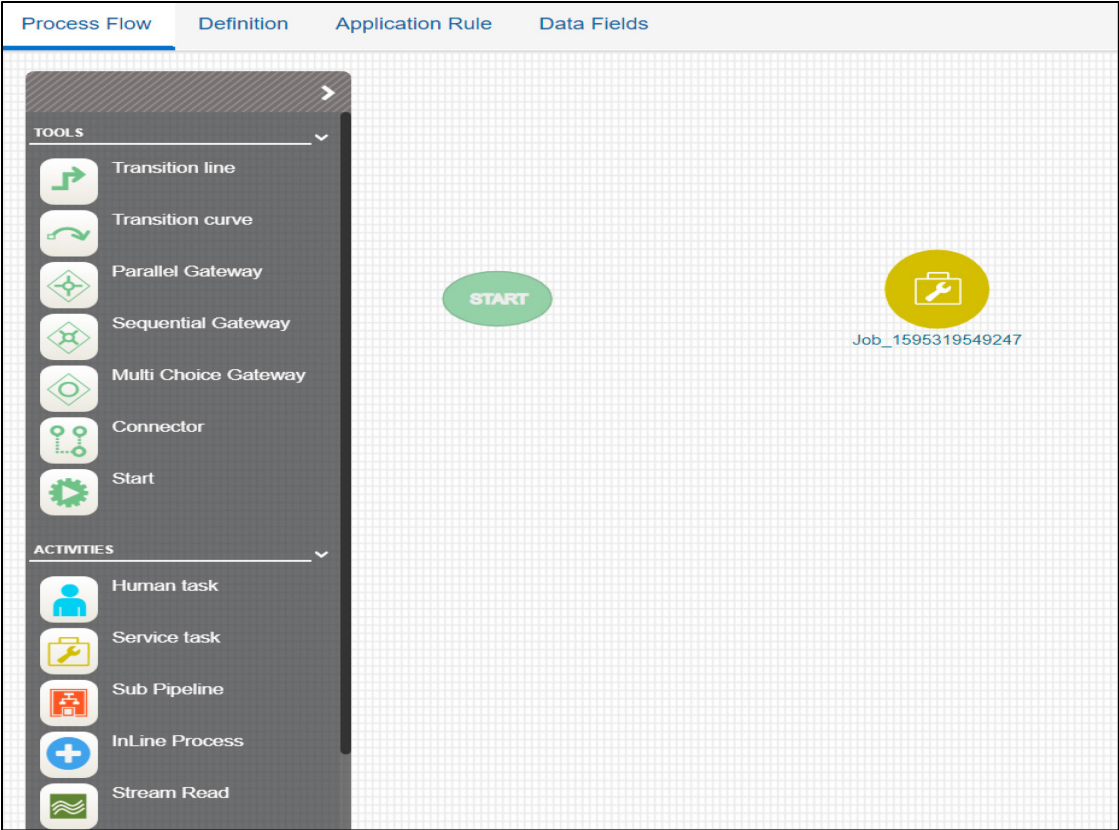 Process Flow Definition Application Rule Data Fields
TOOLS
Transition line
Transition curve
Parallel Gateway
Sequential Gateway
Multi Choice Gateway
Connector
Start
ACTIVITIES
Human task
Service task
Sub Pipeline
InLine Process
Stream Read
START
Job_1595319549247